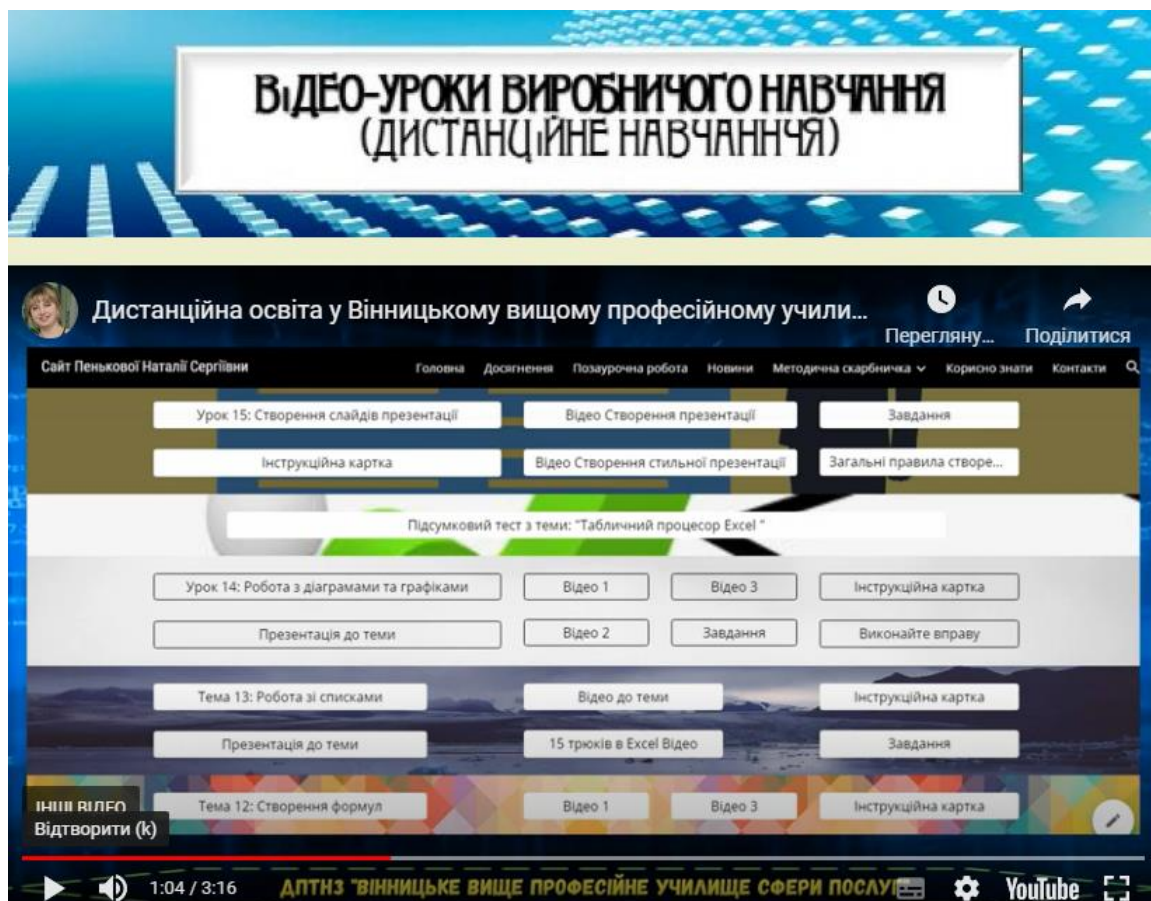 ВіДЕО-УРОКИ ВИРОБНИЧОГО НАВЧАННЯ
(ДИСТАНЦіЙНЕ НАВЧАНННЧЯ)
Дистанційна освіта у Вінницькому вищому професійному учили...
Перегляну...
Поділитися
Сайт Пенькової Наталії Сергіївни Головна Досягнення Позаурочна робота Новини Методична скарбничка Корисно знати Контакти
Урок 15: Створення слайдів презентації Відео Створення презентації Завдання
Інструкційна картка Відео Створення стильної презентації Загальні правила створе...
Підсумковий тест з теми: "Табличний процесор Excel "
Урок 14: Робота з діаграмами та графіками Відео 1 Відео 3 Інструкційна картка
Презентація до теми Відео 2 Завдання Виконайте вправу
Тема 13: Робота зі списками Відео до теми Інструкційна картка
Презентація до теми 15 трюків в Excel Відео Завдання
ІНШІ ВІДЕО Тема 12: Створення формул Відео 1 Відео 3 Інструкційна картка
Відтворити (k)
1:04 / 3:16 ДПТНЗ "ВІННИЦЬКЕ ВИЩЕ ПРОФЕСІЙНЕ УЧИЛИЩЕ СФЕРИ ПОСЛУГ YouTube